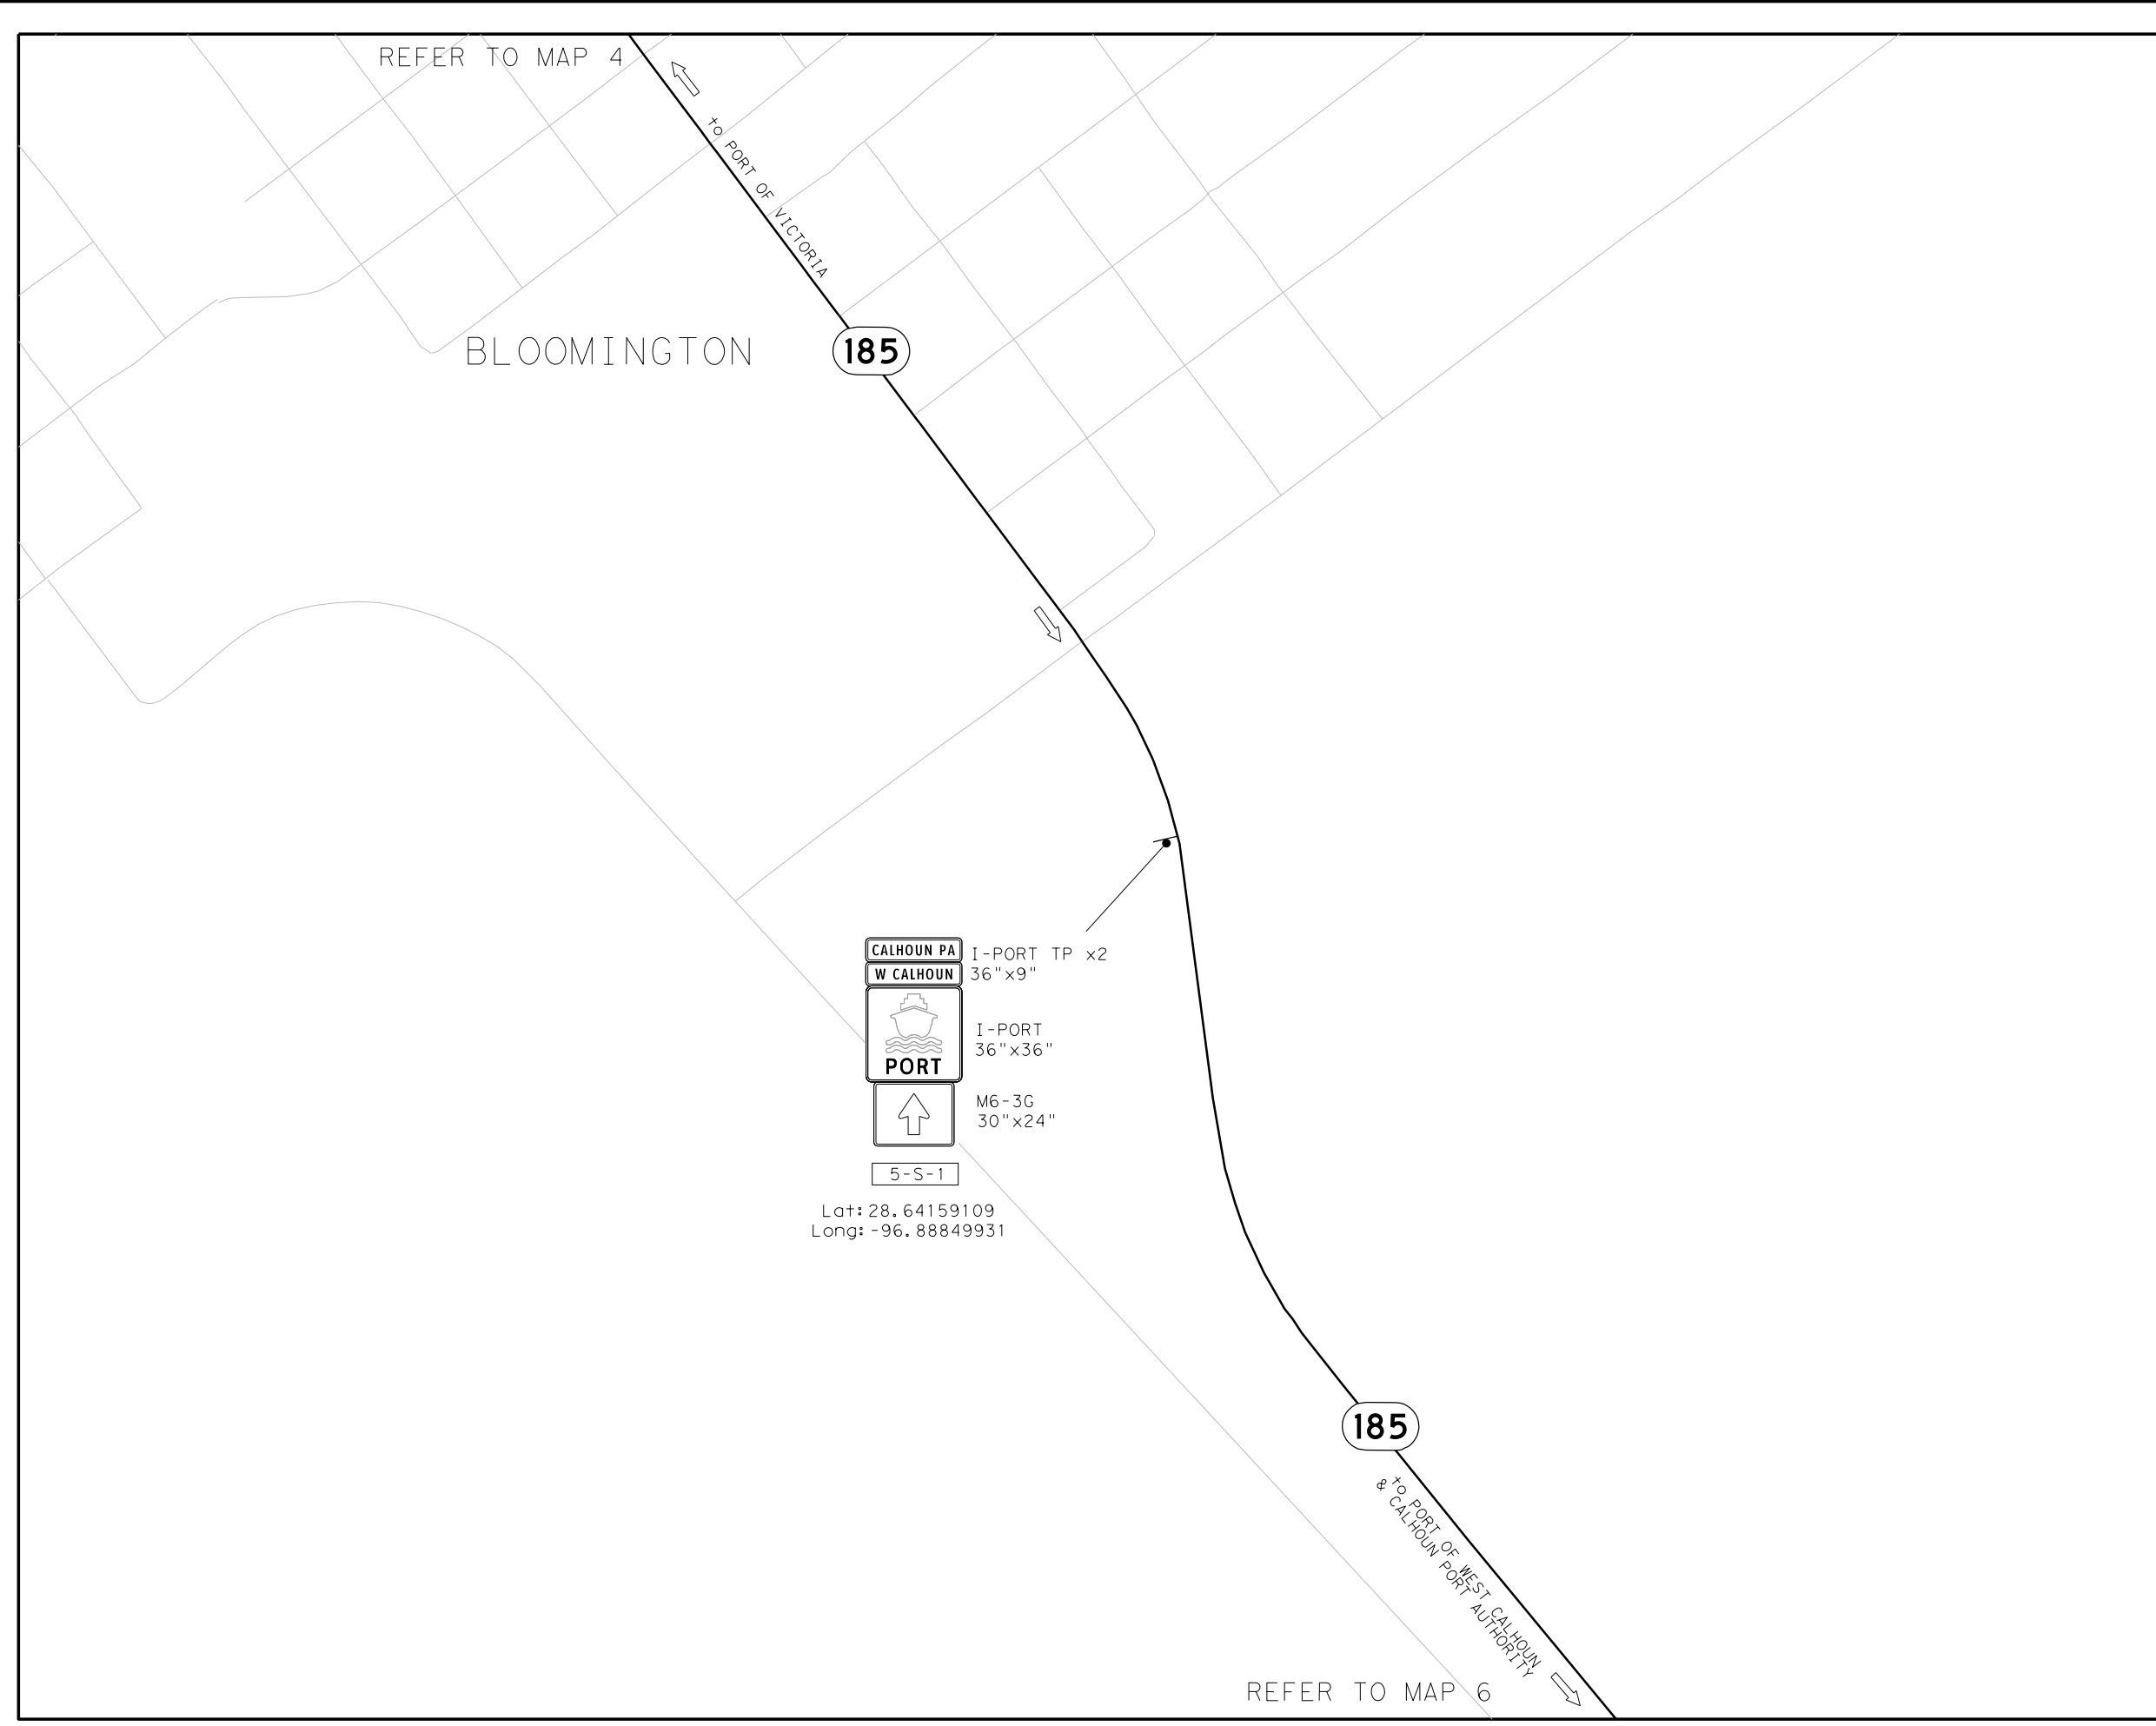 REFER TO MAP 4
to PORT OF VICTORIA
BLOOMINGTON
185
CALHOUN PA
W CALHOUN
PORT
I-PORT TP x2
36"x9"
I-PORT
36"x36"
M6-3G
30"x24"
5-S-1
Lat:28.64159109
Long:-96.88849931
185
to PORT OF WEST CALHOUN
& CALHOUN PORT AUTHORITY
REFER TO MAP 6